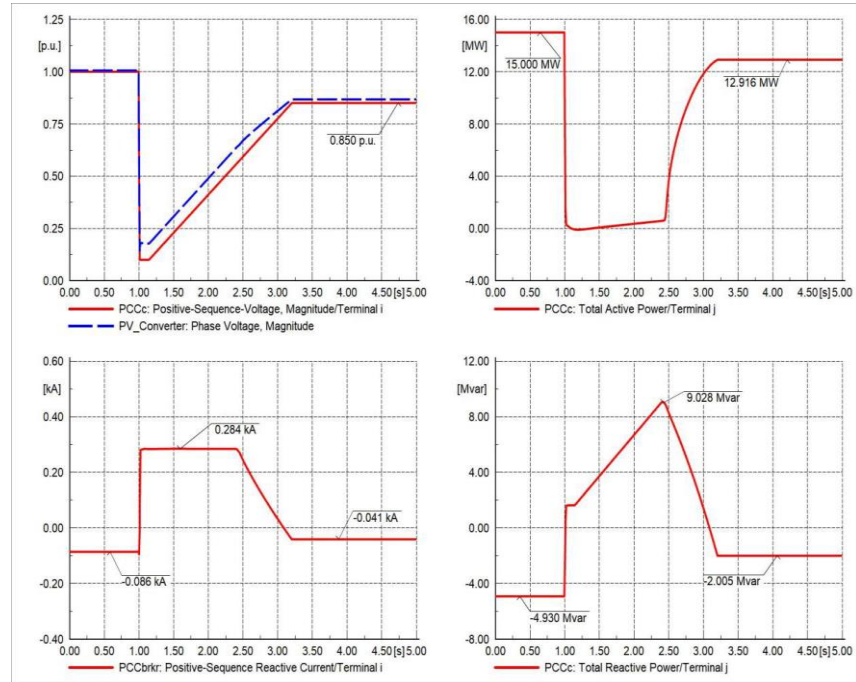 1.25
[p.u.]
1.00
0.75
0.50
0.25
0.00
0.850 p.u.
0.00 0.50 1.00 1.50 2.00 2.50 3.00 3.50 4.00 4.50 [s] 5.00
PCCc: Positive-Sequence-Voltage, Magnitude/Terminal i
PV_Converter: Phase Voltage, Magnitude
16.00
[MW]
12.00
8.00
4.00
0.00
-4.00
15.000 MW
12.916 MW
0.00 0.50 1.00 1.50 2.00 2.50 3.00 3.50 4.00 4.50 [s] 5.00
PCCc: Total Active Power/Terminal j
0.60
[kA]
0.40
0.20
0.00
-0.20
-0.40
0.284 kA
-0.041 kA
-0.086 kA
0.00 0.50 1.00 1.50 2.00 2.50 3.00 3.50 4.00 4.50 [s] 5.00
PCCbrkr: Positive-Sequence Reactive Current/Terminal i
12.00
[Mvar]
8.00
4.00
0.00
-4.00
-8.00
9.028 Mvar
-2.005 Mvar
-4.930 Mvar
0.00 0.50 1.00 1.50 2.00 2.50 3.00 3.50 4.00 4.50 [s] 5.00
PCCc: Total Reactive Power/Terminal j